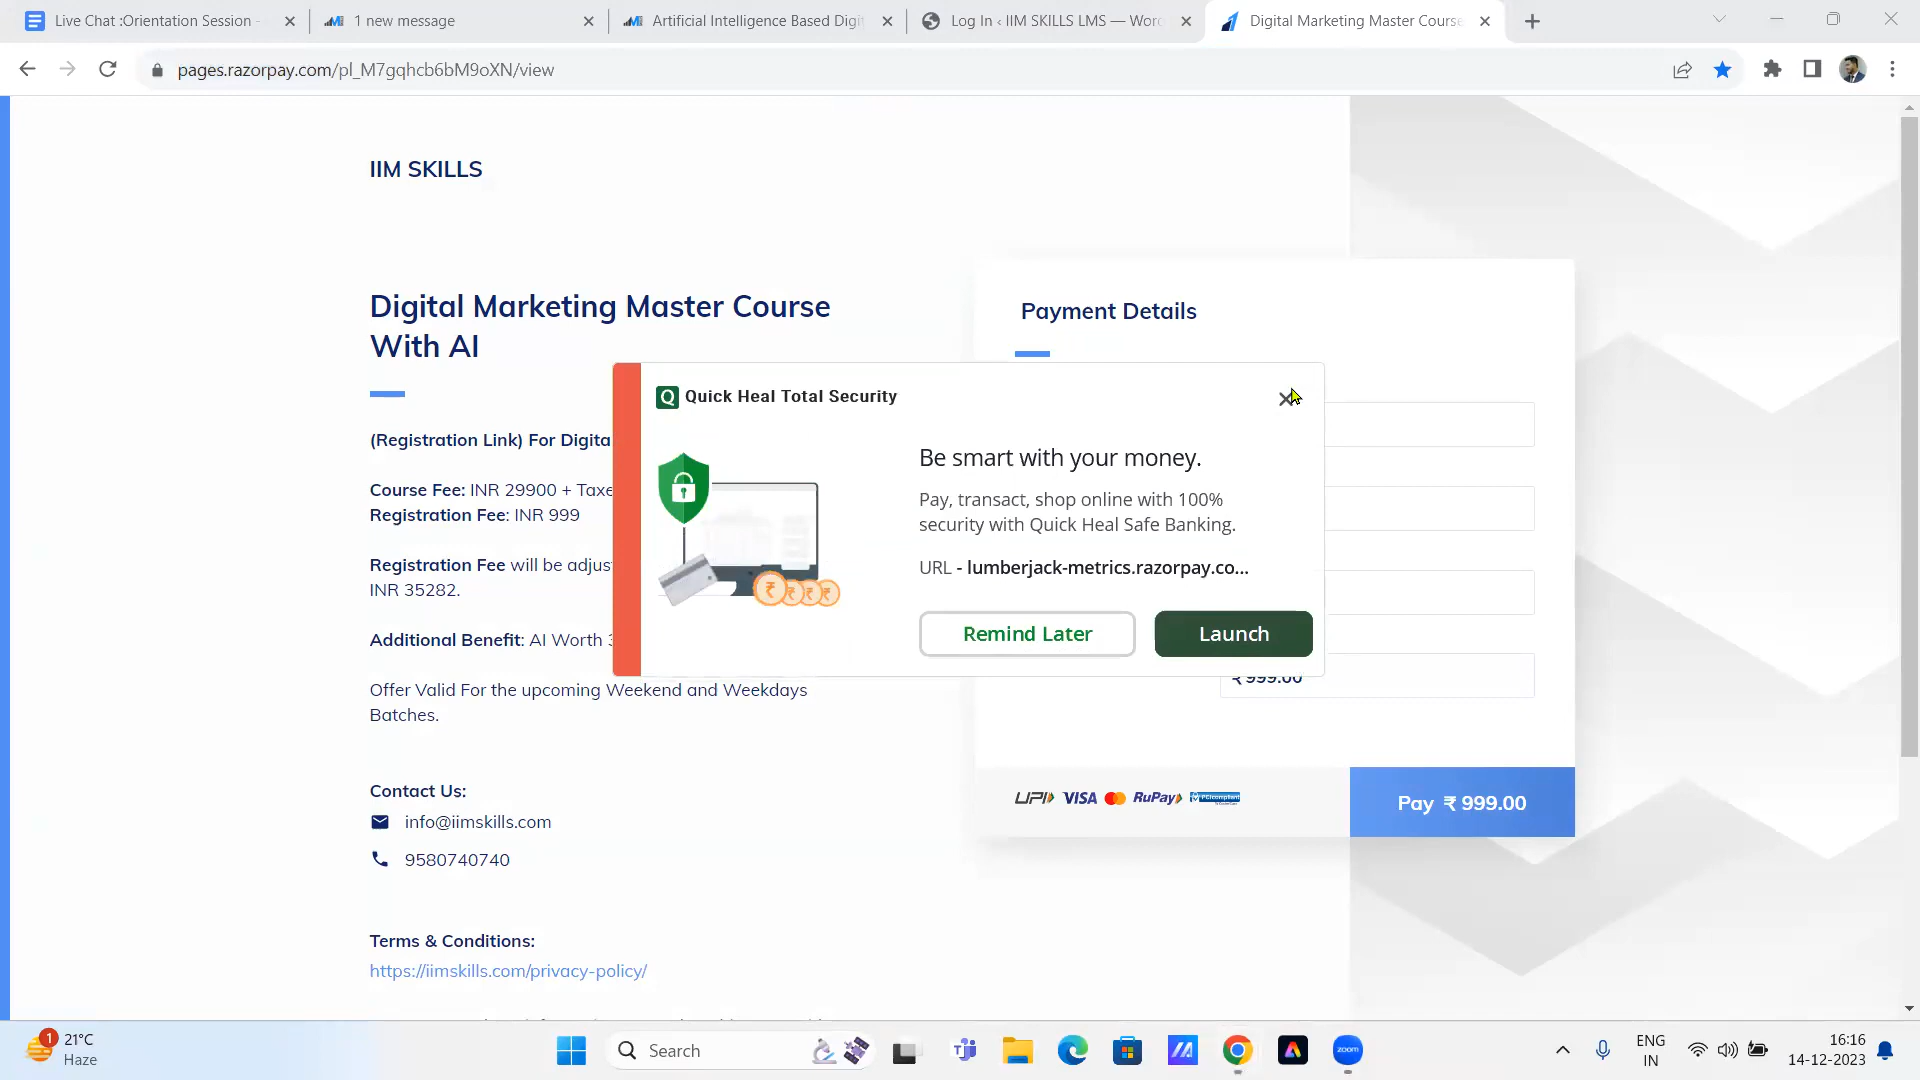 Live Chat :Orientation Session -
1 new message
Artificial Intelligence Based Digit
Log In ‹ IIM SKILLS LMS — Word
Digital Marketing Master Course
pages.razorpay.com/pl_M7gqhcb6bM9oXN/view
IIM SKILLS
Digital Marketing Master Course
With AI
(Registration Link) For Digita
Course Fee: INR 29900 + Taxe
Registration Fee: INR 999
Registration Fee will be adjus
INR 35282.
Additional Benefit: AI Worth 3
Offer Valid For the upcoming Weekend and Weekdays
Batches.
Contact Us:
info@iimskills.com
9580740740
Terms & Conditions:
https://iimskills.com/privacy-policy/
Payment Details
₹ 999.00
UPI VISA RuPay
Pay ₹ 999.00
Quick Heal Total Security
Be smart with your money.
Pay, transact, shop online with 100%
security with Quick Heal Safe Banking.
URL - lumberjack-metrics.razorpay.co...
Remind Later
Launch
1
21°C
Haze
Search
zoom
ENG
IN
16:16
14-12-2023